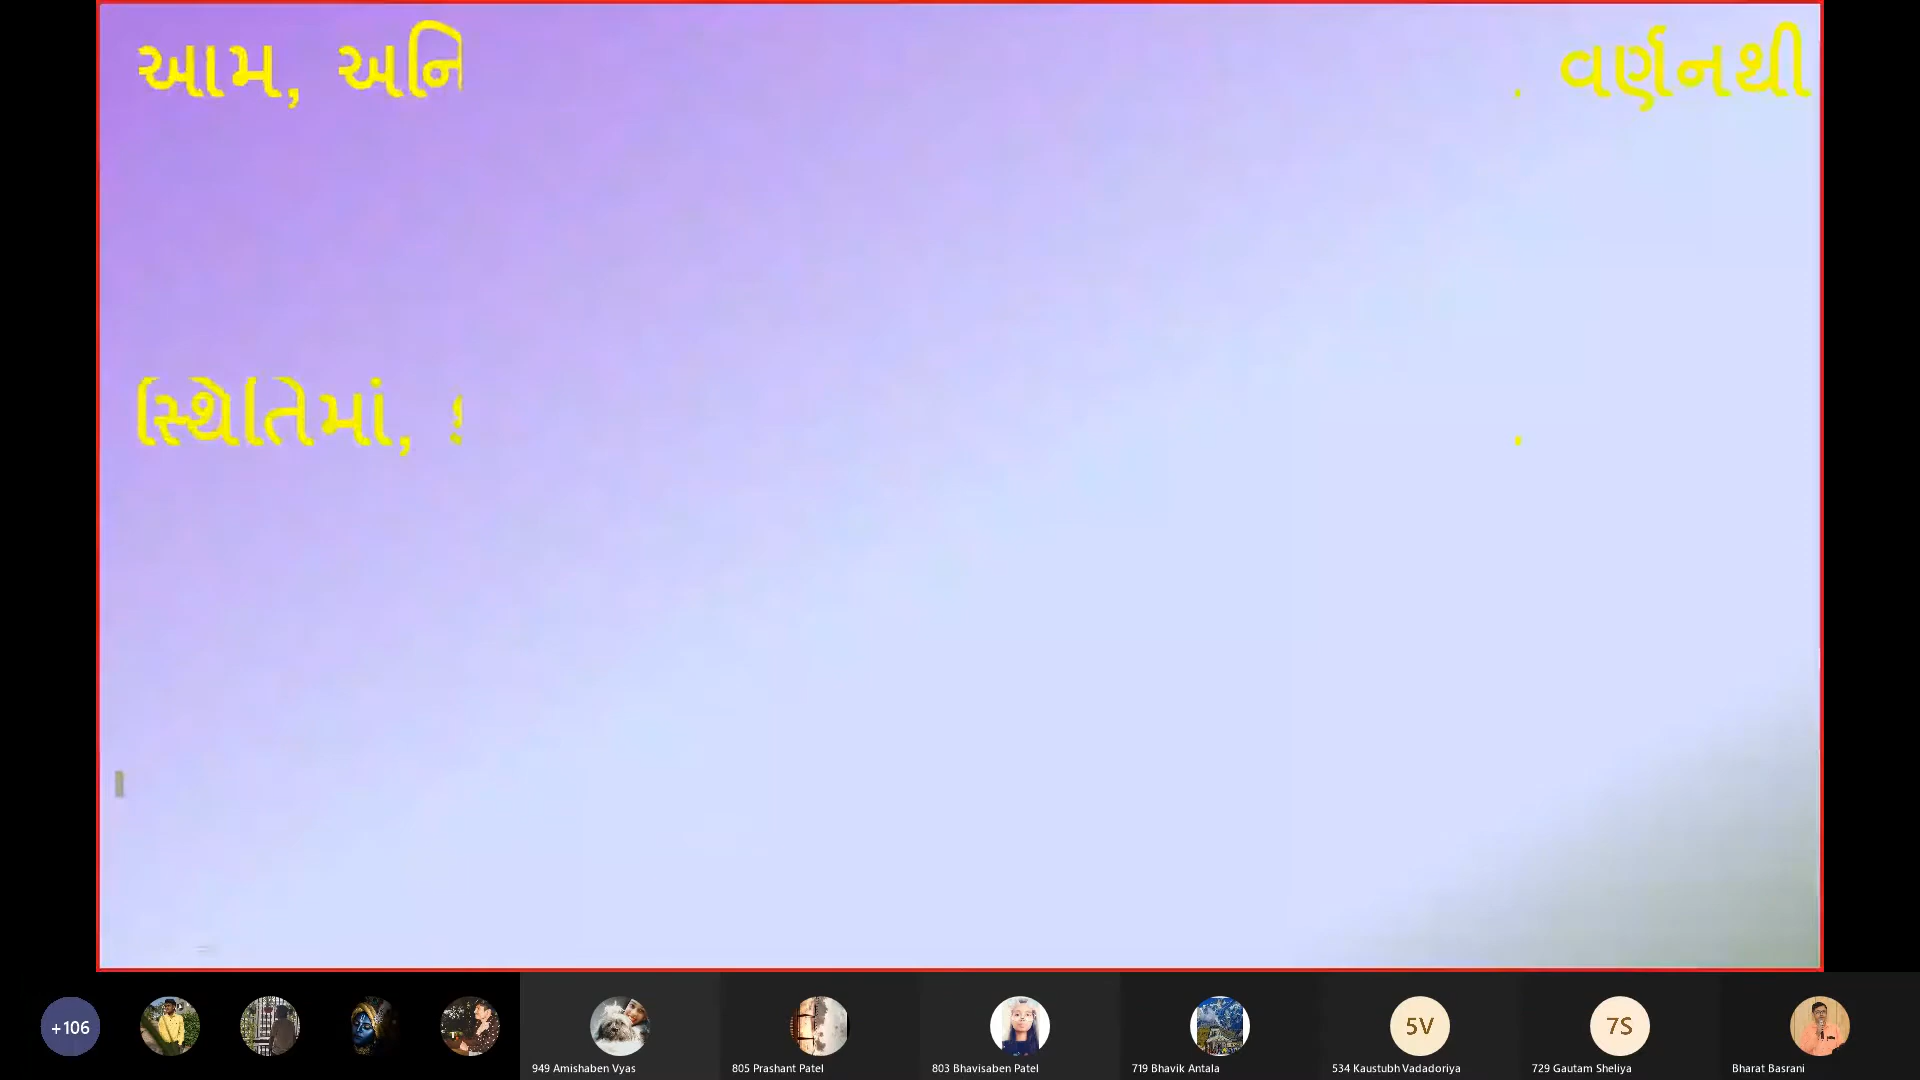 આમ, . વર્ણનથી
સ્થિતિમાં, .
+106 5V 7S
949 Amishaben Vyas 805 Prashant Patel 803 Bhavisaben Patel 719 Bhavik Antala 534 Kaustubh Vadadoriya 729 Gautam Sheliya Bharat Basrani